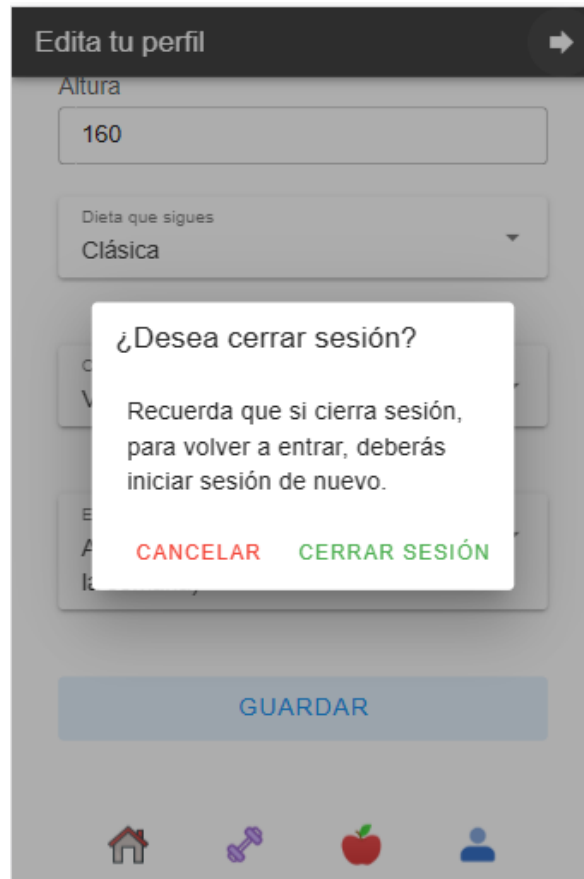 Edita tu perfil
Altura
160
Dieta que sigues
Clásica
¿Desea cerrar sesión?
Recuerda que si cierra sesión,
para volver a entrar, deberás
iniciar sesión de nuevo.
CANCELAR CERRAR SESIÓN
GUARDAR